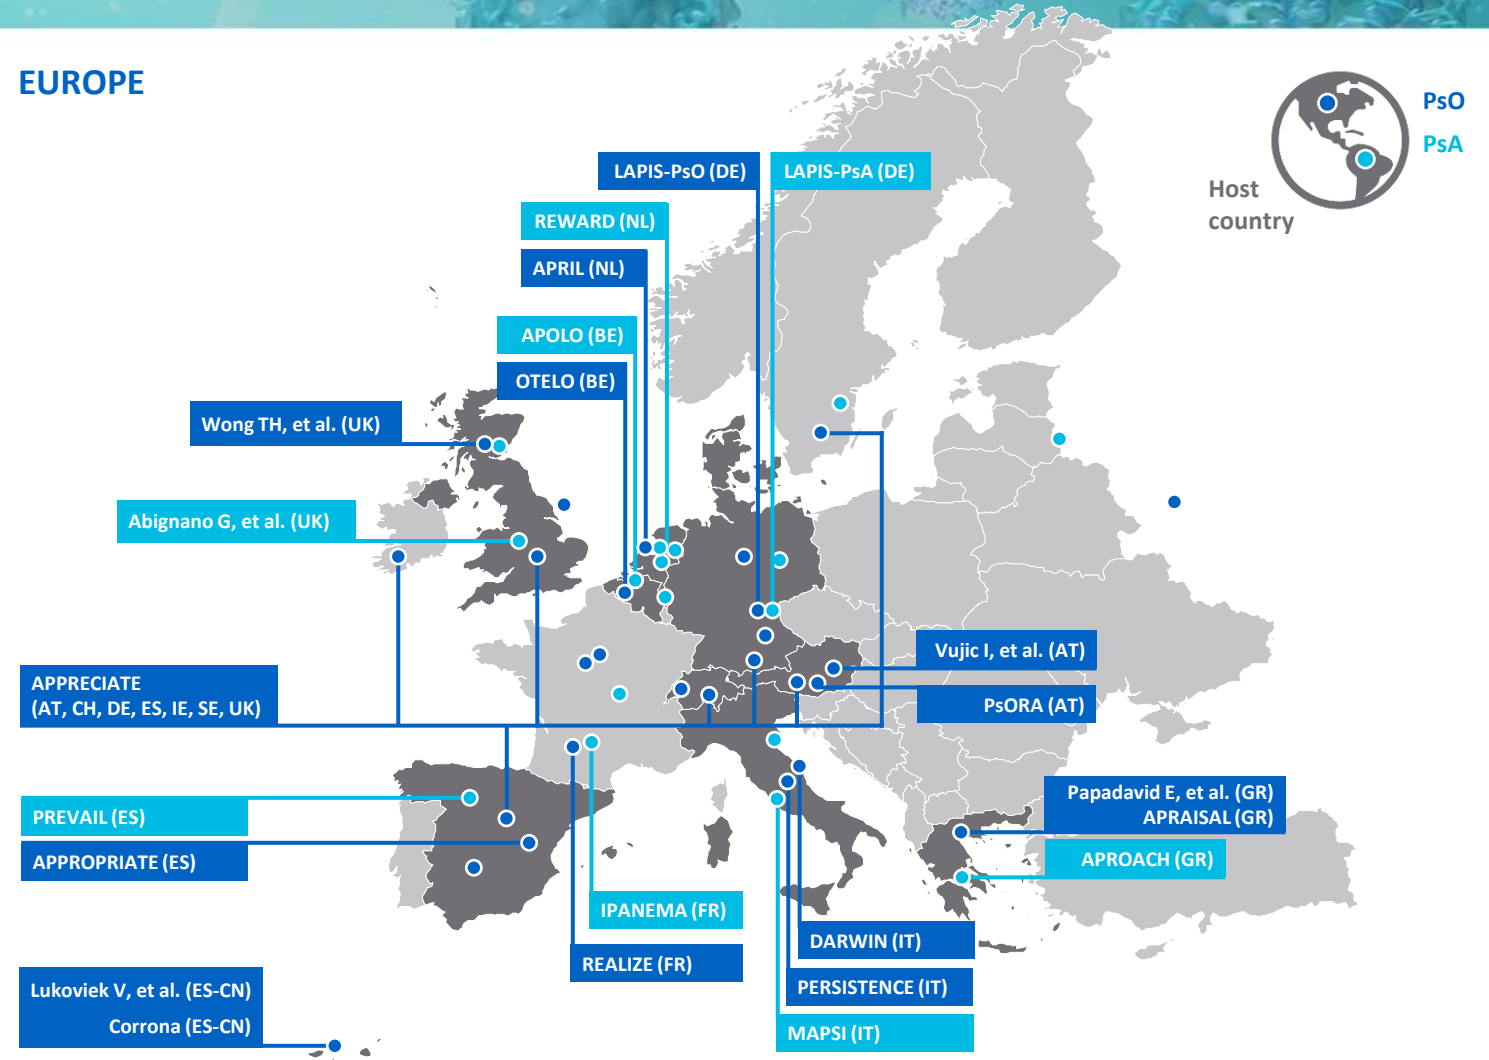 EUROPE
PsO
PsA
Host
country
LAPIS-PsO (DE)
LAPIS-PsA (DE)
REWARD (NL)
APRIL (NL)
APOLO (BE)
OTELO (BE)
Wong TH, et al. (UK)
Abignano G, et al. (UK)
Vujic I, et al. (AT)
PsORA (AT)
APPRECIATE
(AT, CH, DE, ES, IE, SE, UK)
PREVAIL (ES)
APPROPRIATE (ES)
Papadavid E, et al. (GR)
APRAISAL (GR)
APROACH (GR)
IPANEMA (FR)
REALIZE (FR)
DARWIN (IT)
PERSISTENCE (IT)
MAPSI (IT)
Lukoviek V, et al. (ES-CN)
Corrona (ES-CN)